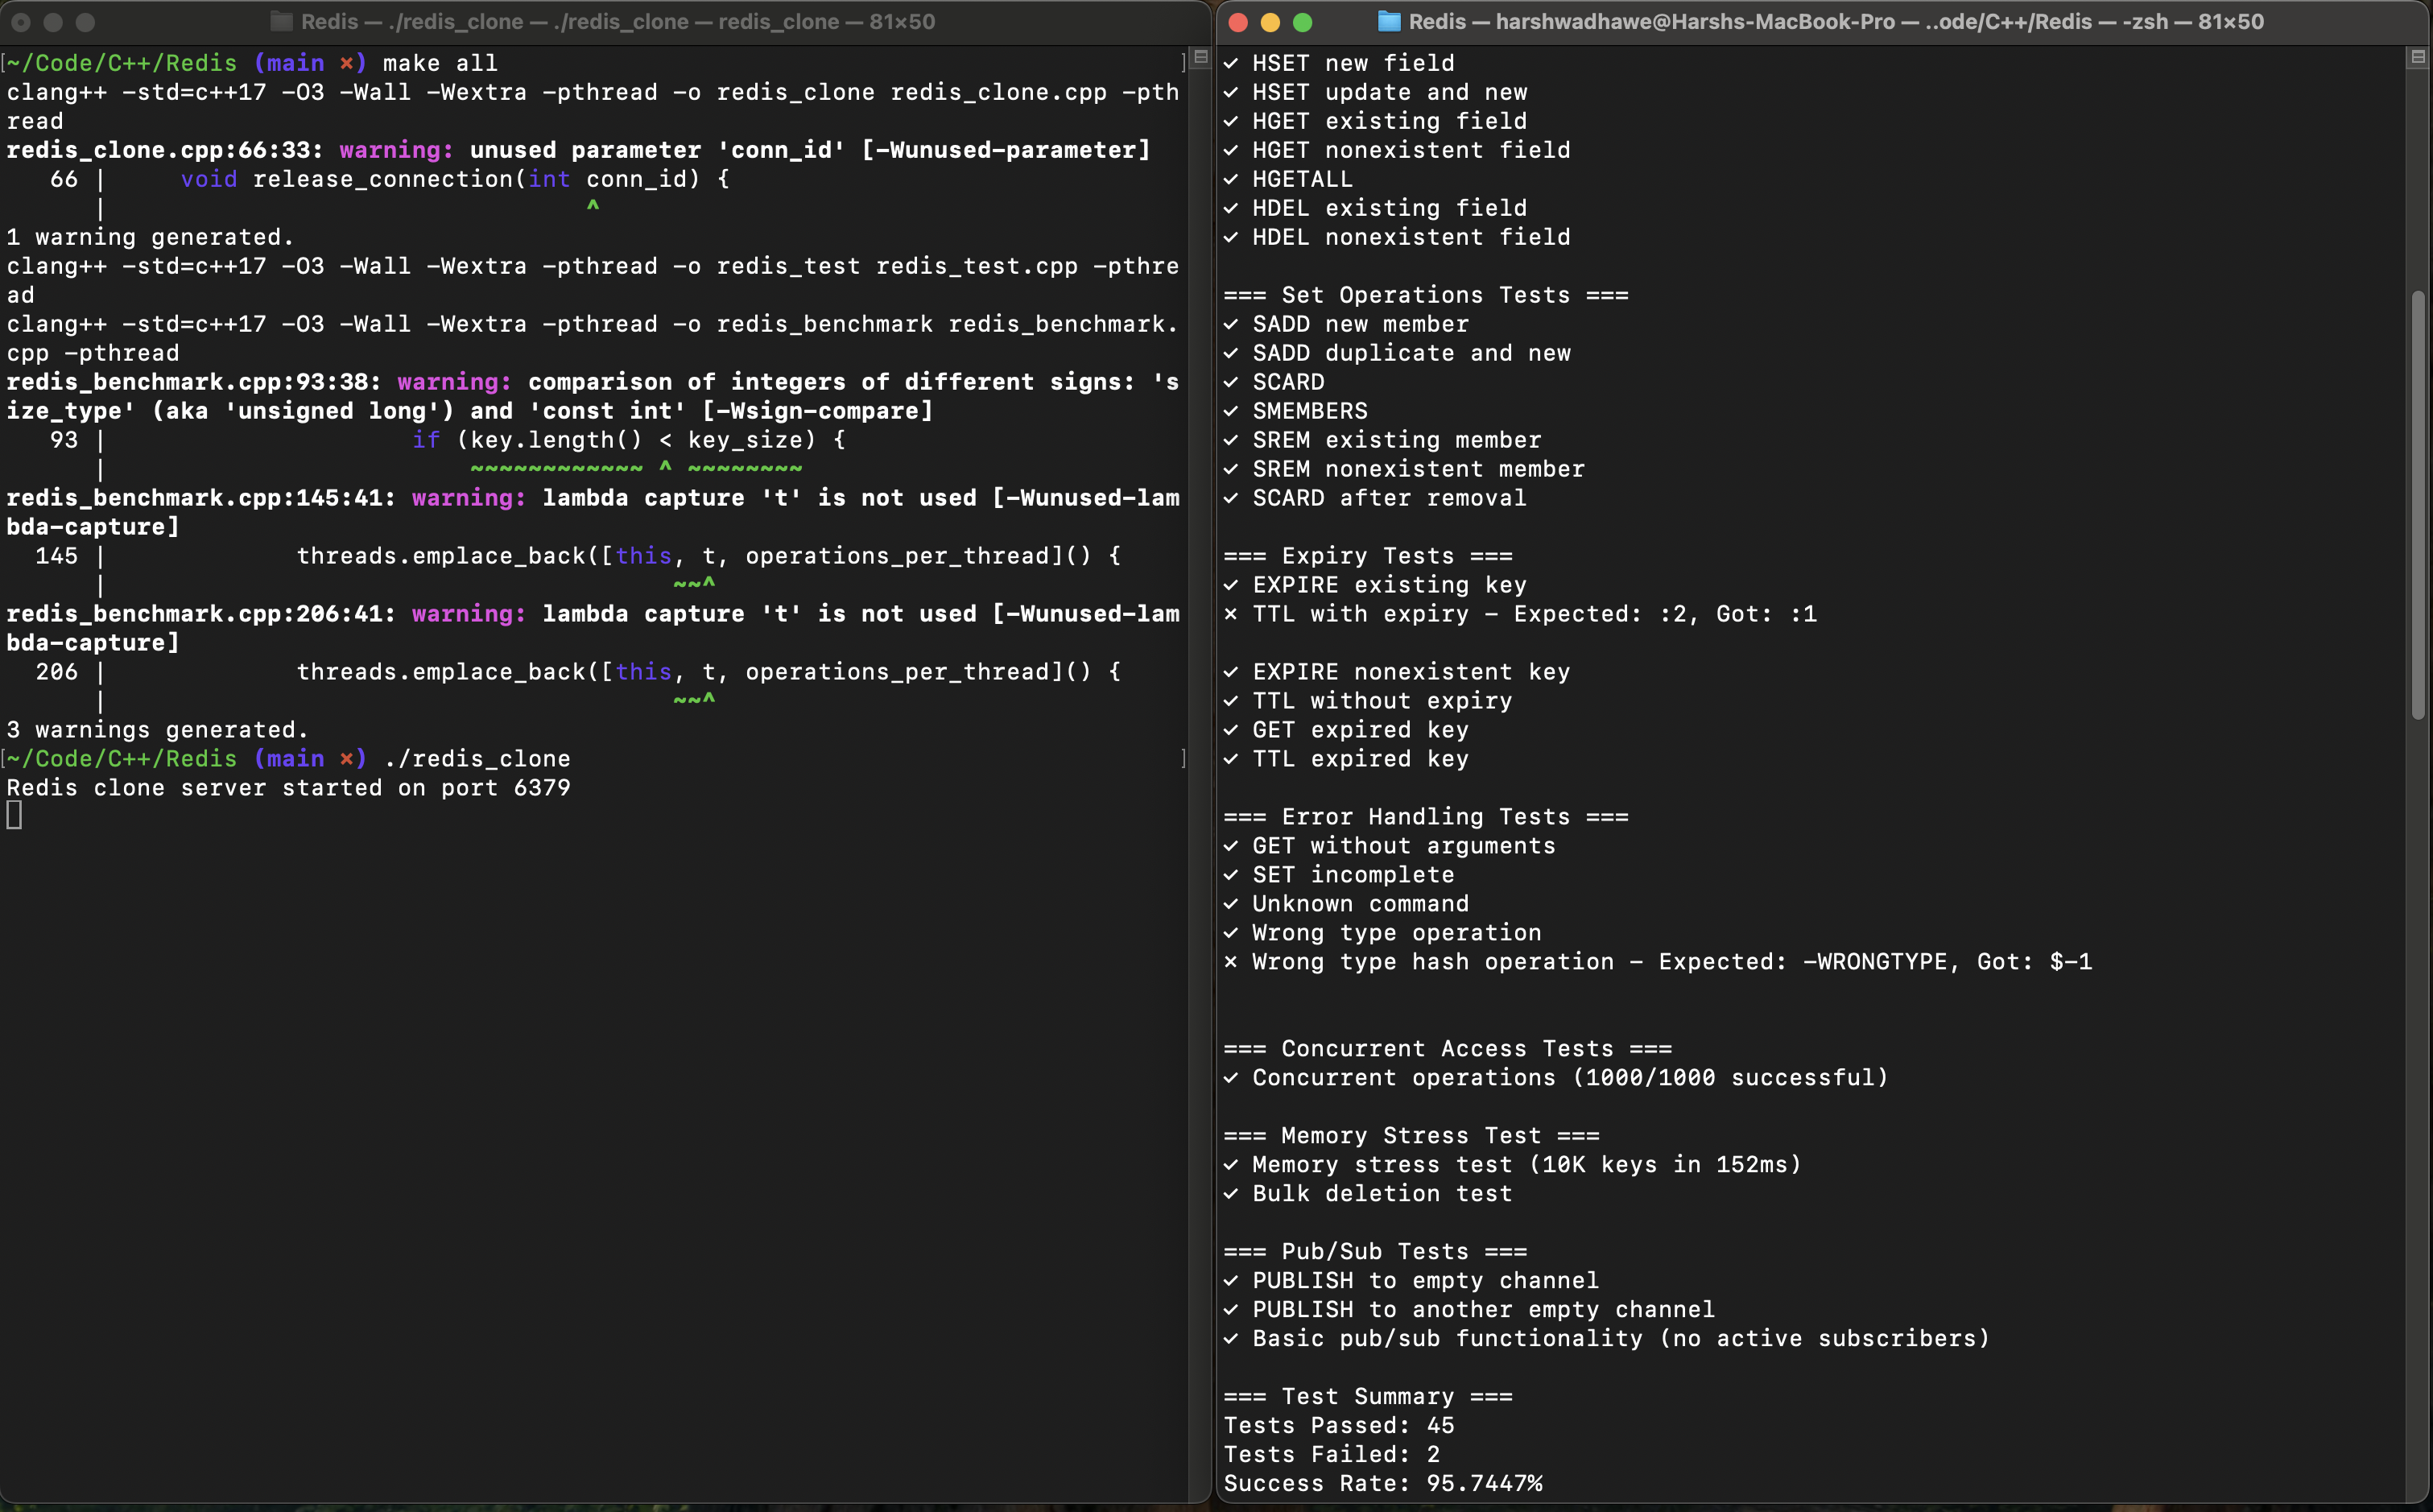 Redis — ./redis_clone — ./redis_clone — redis_clone — 81×50
[~/Code/C++/Redis (main ×) make all ]
clang++ -std=c++17 -O3 -Wall -Wextra -pthread -o redis_clone redis_clone.cpp -pth
read
redis_clone.cpp:66:33: warning: unused parameter 'conn_id' [-Wunused-parameter]
66 | void release_connection(int conn_id) {
| ^
1 warning generated.
clang++ -std=c++17 -O3 -Wall -Wextra -pthread -o redis_test redis_test.cpp -pthre
ad
clang++ -std=c++17 -O3 -Wall -Wextra -pthread -o redis_benchmark redis_benchmark.
cpp -pthread
redis_benchmark.cpp:93:38: warning: comparison of integers of different signs: 's
ize_type' (aka 'unsigned long') and 'const int' [-Wsign-compare]
93 | if (key.length() < key_size) {
| ~~~~~~~~~~~~ ^ ~~~~~~~~
redis_benchmark.cpp:145:41: warning: lambda capture 't' is not used [-Wunused-lam
bda-capture]
145 | threads.emplace_back([this, t, operations_per_thread]() {
| ~~^
redis_benchmark.cpp:206:41: warning: lambda capture 't' is not used [-Wunused-lam
bda-capture]
206 | threads.emplace_back([this, t, operations_per_thread]() {
| ~~^
3 warnings generated.
[~/Code/C++/Redis (main ×) ./redis_clone ]
Redis clone server started on port 6379
Redis — harshwadhawe@Harshs-MacBook-Pro — ..ode/C++/Redis — -zsh — 81×50
✓ HSET new field
✓ HSET update and new
✓ HGET existing field
✓ HGET nonexistent field
✓ HGETALL
✓ HDEL existing field
✓ HDEL nonexistent field
=== Set Operations Tests ===
✓ SADD new member
✓ SADD duplicate and new
✓ SCARD
✓ SMEMBERS
✓ SREM existing member
✓ SREM nonexistent member
✓ SCARD after removal
=== Expiry Tests ===
✓ EXPIRE existing key
× TTL with expiry - Expected: :2, Got: :1
✓ EXPIRE nonexistent key
✓ TTL without expiry
✓ GET expired key
✓ TTL expired key
=== Error Handling Tests ===
✓ GET without arguments
✓ SET incomplete
✓ Unknown command
✓ Wrong type operation
× Wrong type hash operation - Expected: -WRONGTYPE, Got: $-1
=== Concurrent Access Tests ===
✓ Concurrent operations (1000/1000 successful)
=== Memory Stress Test ===
✓ Memory stress test (10K keys in 152ms)
✓ Bulk deletion test
=== Pub/Sub Tests ===
✓ PUBLISH to empty channel
✓ PUBLISH to another empty channel
✓ Basic pub/sub functionality (no active subscribers)
=== Test Summary ===
Tests Passed: 45
Tests Failed: 2
Success Rate: 95.7447%